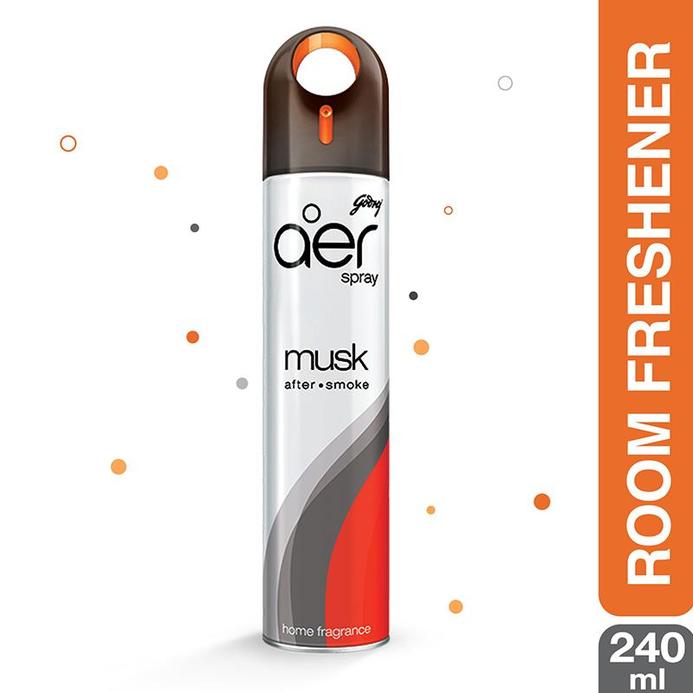 Godrej
aer
spray
musk
after • smoke
home fragrance
ROOM FRESHENER
240
ml